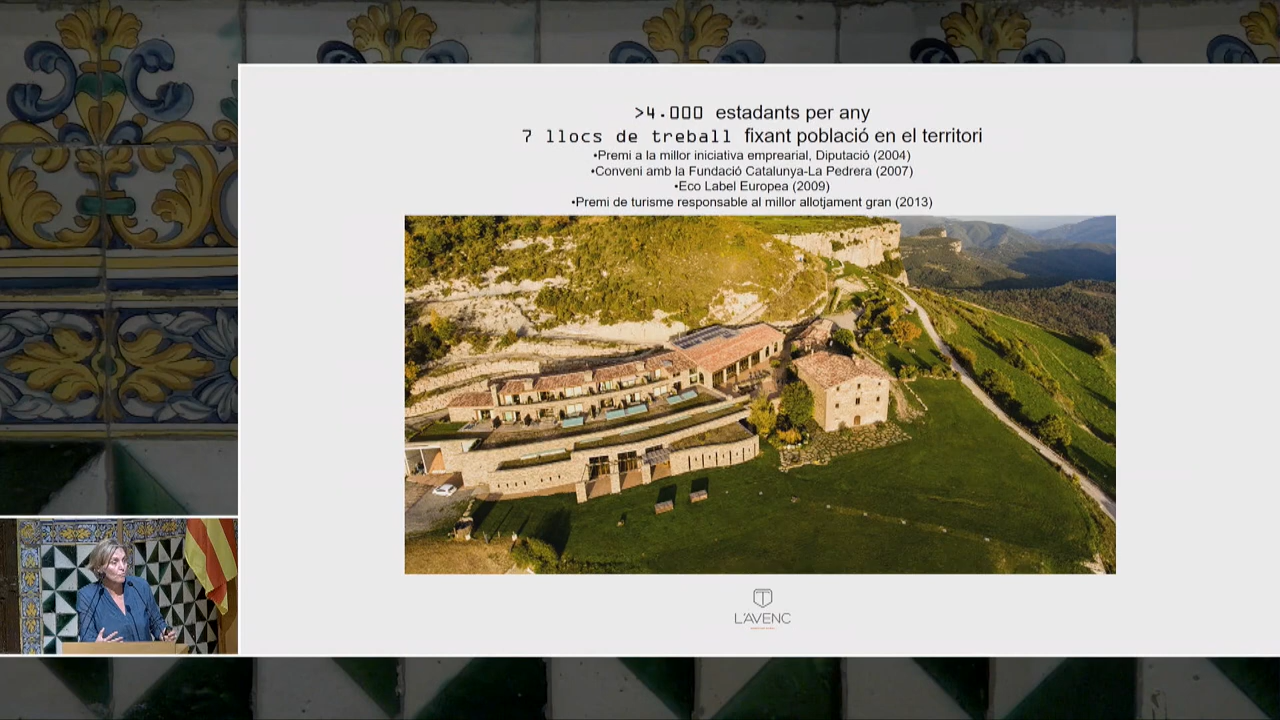 >4.000 estadants per any
7 llocs de treball fixant població en el territori
•Premi a la millor iniciativa empresarial, Diputació (2004)
•Conveni amb la Fundació Catalunya-La Pedrera (2007)
•Eco Label Europea (2009)
•Premi de turisme responsable al millor allotjament gran (2013)
L'AVENC